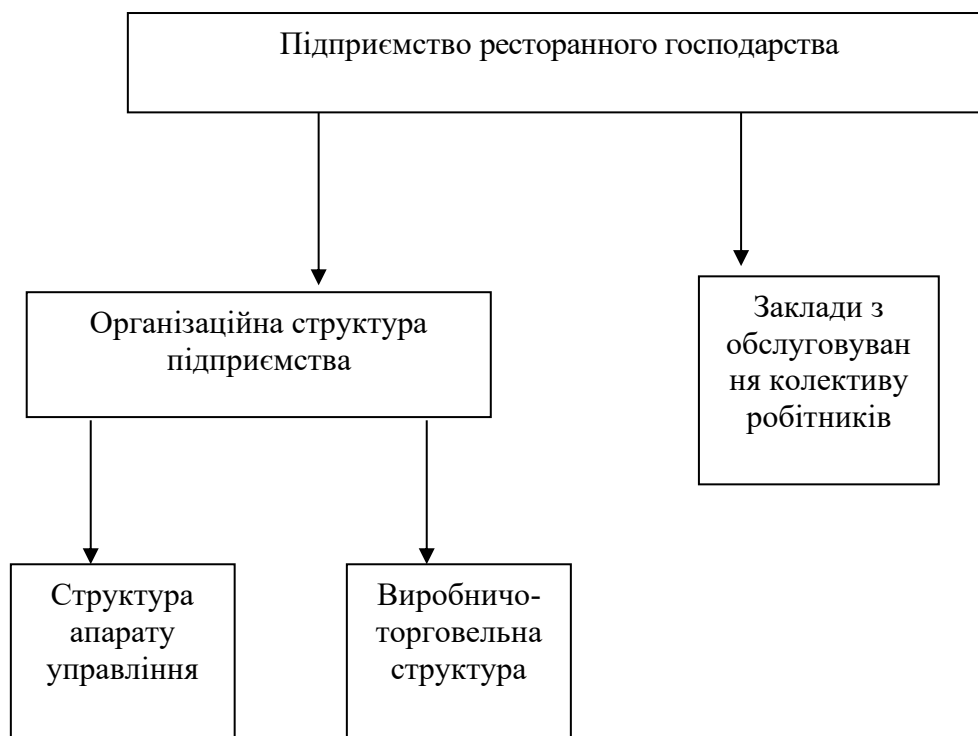 Підприємство ресторанного господарства
Організаційна структура
підприємства
Заклади з
обслуговуван
ня колективу
робітників
Структура
апарату
управління
Виробничо-
торговельна
структура